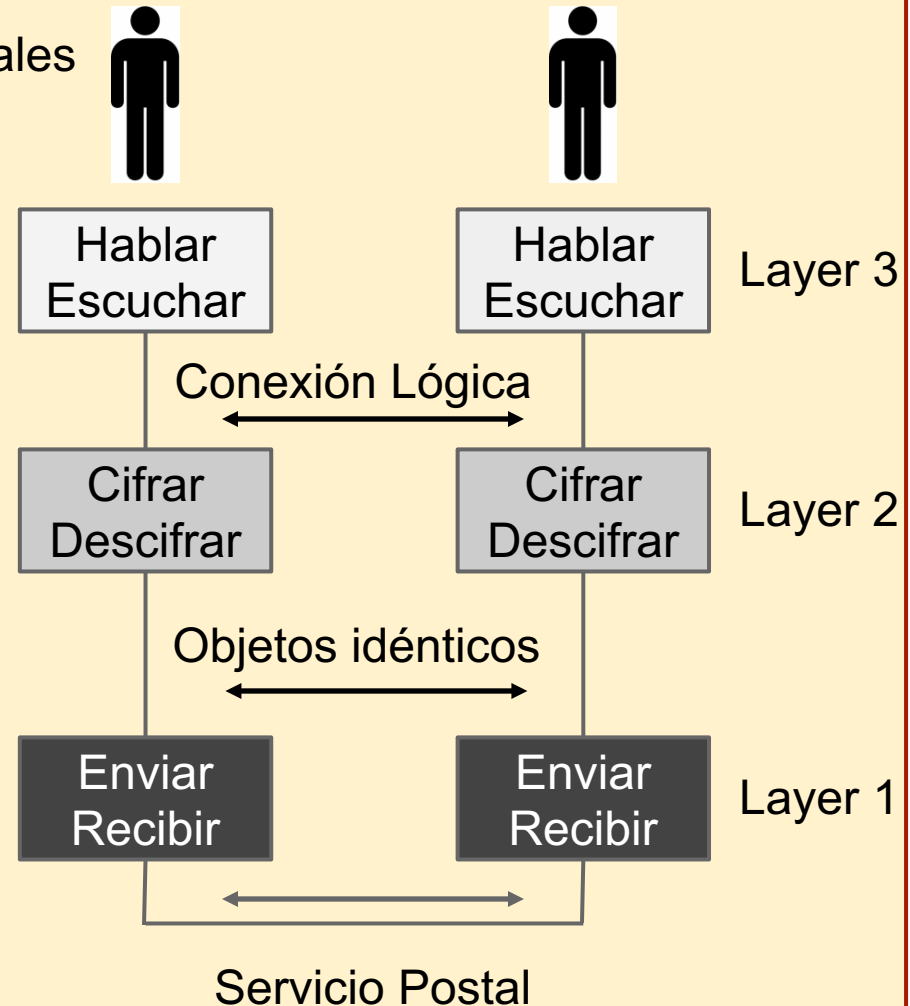 Hablar
Escuchar
Hablar
Escuchar
Layer 3
Conexión Lógica
Cifrar
Descifrar
Cifrar
Descifrar
Layer 2
Objetos idénticos
Enviar
Recibir
Enviar
Recibir
Layer 1
Servicio Postal